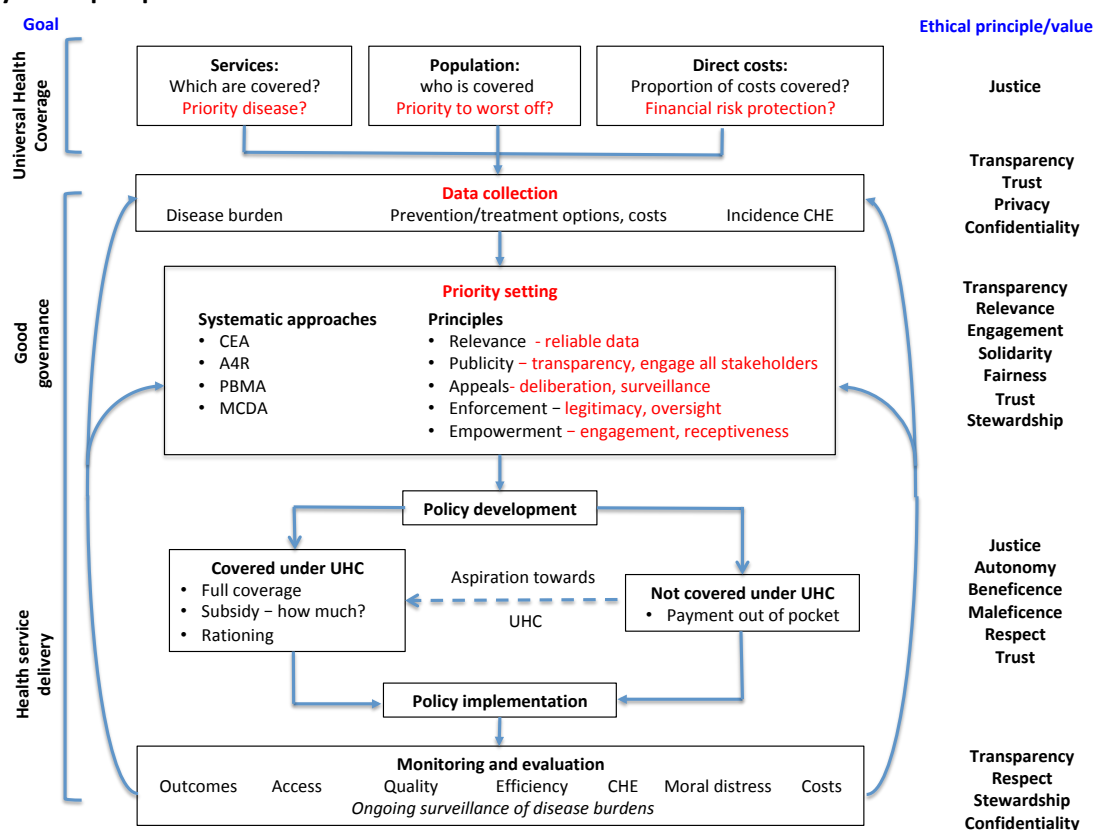 Goal
Ethical principle/value
Universal Health
Coverage
Services:
Which are covered?
Priority disease?
Population:
who is covered
Priority to worst off?
Direct costs:
Proportion of costs covered?
Financial risk protection?
Justice
Data collection
Disease burden
Prevention/treatment options, costs
Incidence CHE
Transparency
Trust
Privacy
Confidentiality
Good
governance
Priority setting
Systematic approaches
• CEA
• A4R
• PBMA
• MCDA
Principles
• Relevance - reliable data
• Publicity − transparency, engage all stakeholders
• Appeals- deliberation, surveillance
• Enforcement − legitimacy, oversight
• Empowerment − engagement, receptiveness
Transparency
Relevance
Engagement
Solidarity
Fairness
Trust
Stewardship
Policy development
Health service
delivery
Covered under UHC
• Full coverage
• Subsidy − how much?
• Rationing
Aspiration towards
UHC
Not covered under UHC
• Payment out of pocket
Justice
Autonomy
Beneficence
Maleficence
Respect
Trust
Policy implementation
Monitoring and evaluation
Outcomes Access Quality Efficiency CHE Moral distress Costs
Ongoing surveillance of disease burdens
Transparency
Respect
Stewardship
Confidentiality